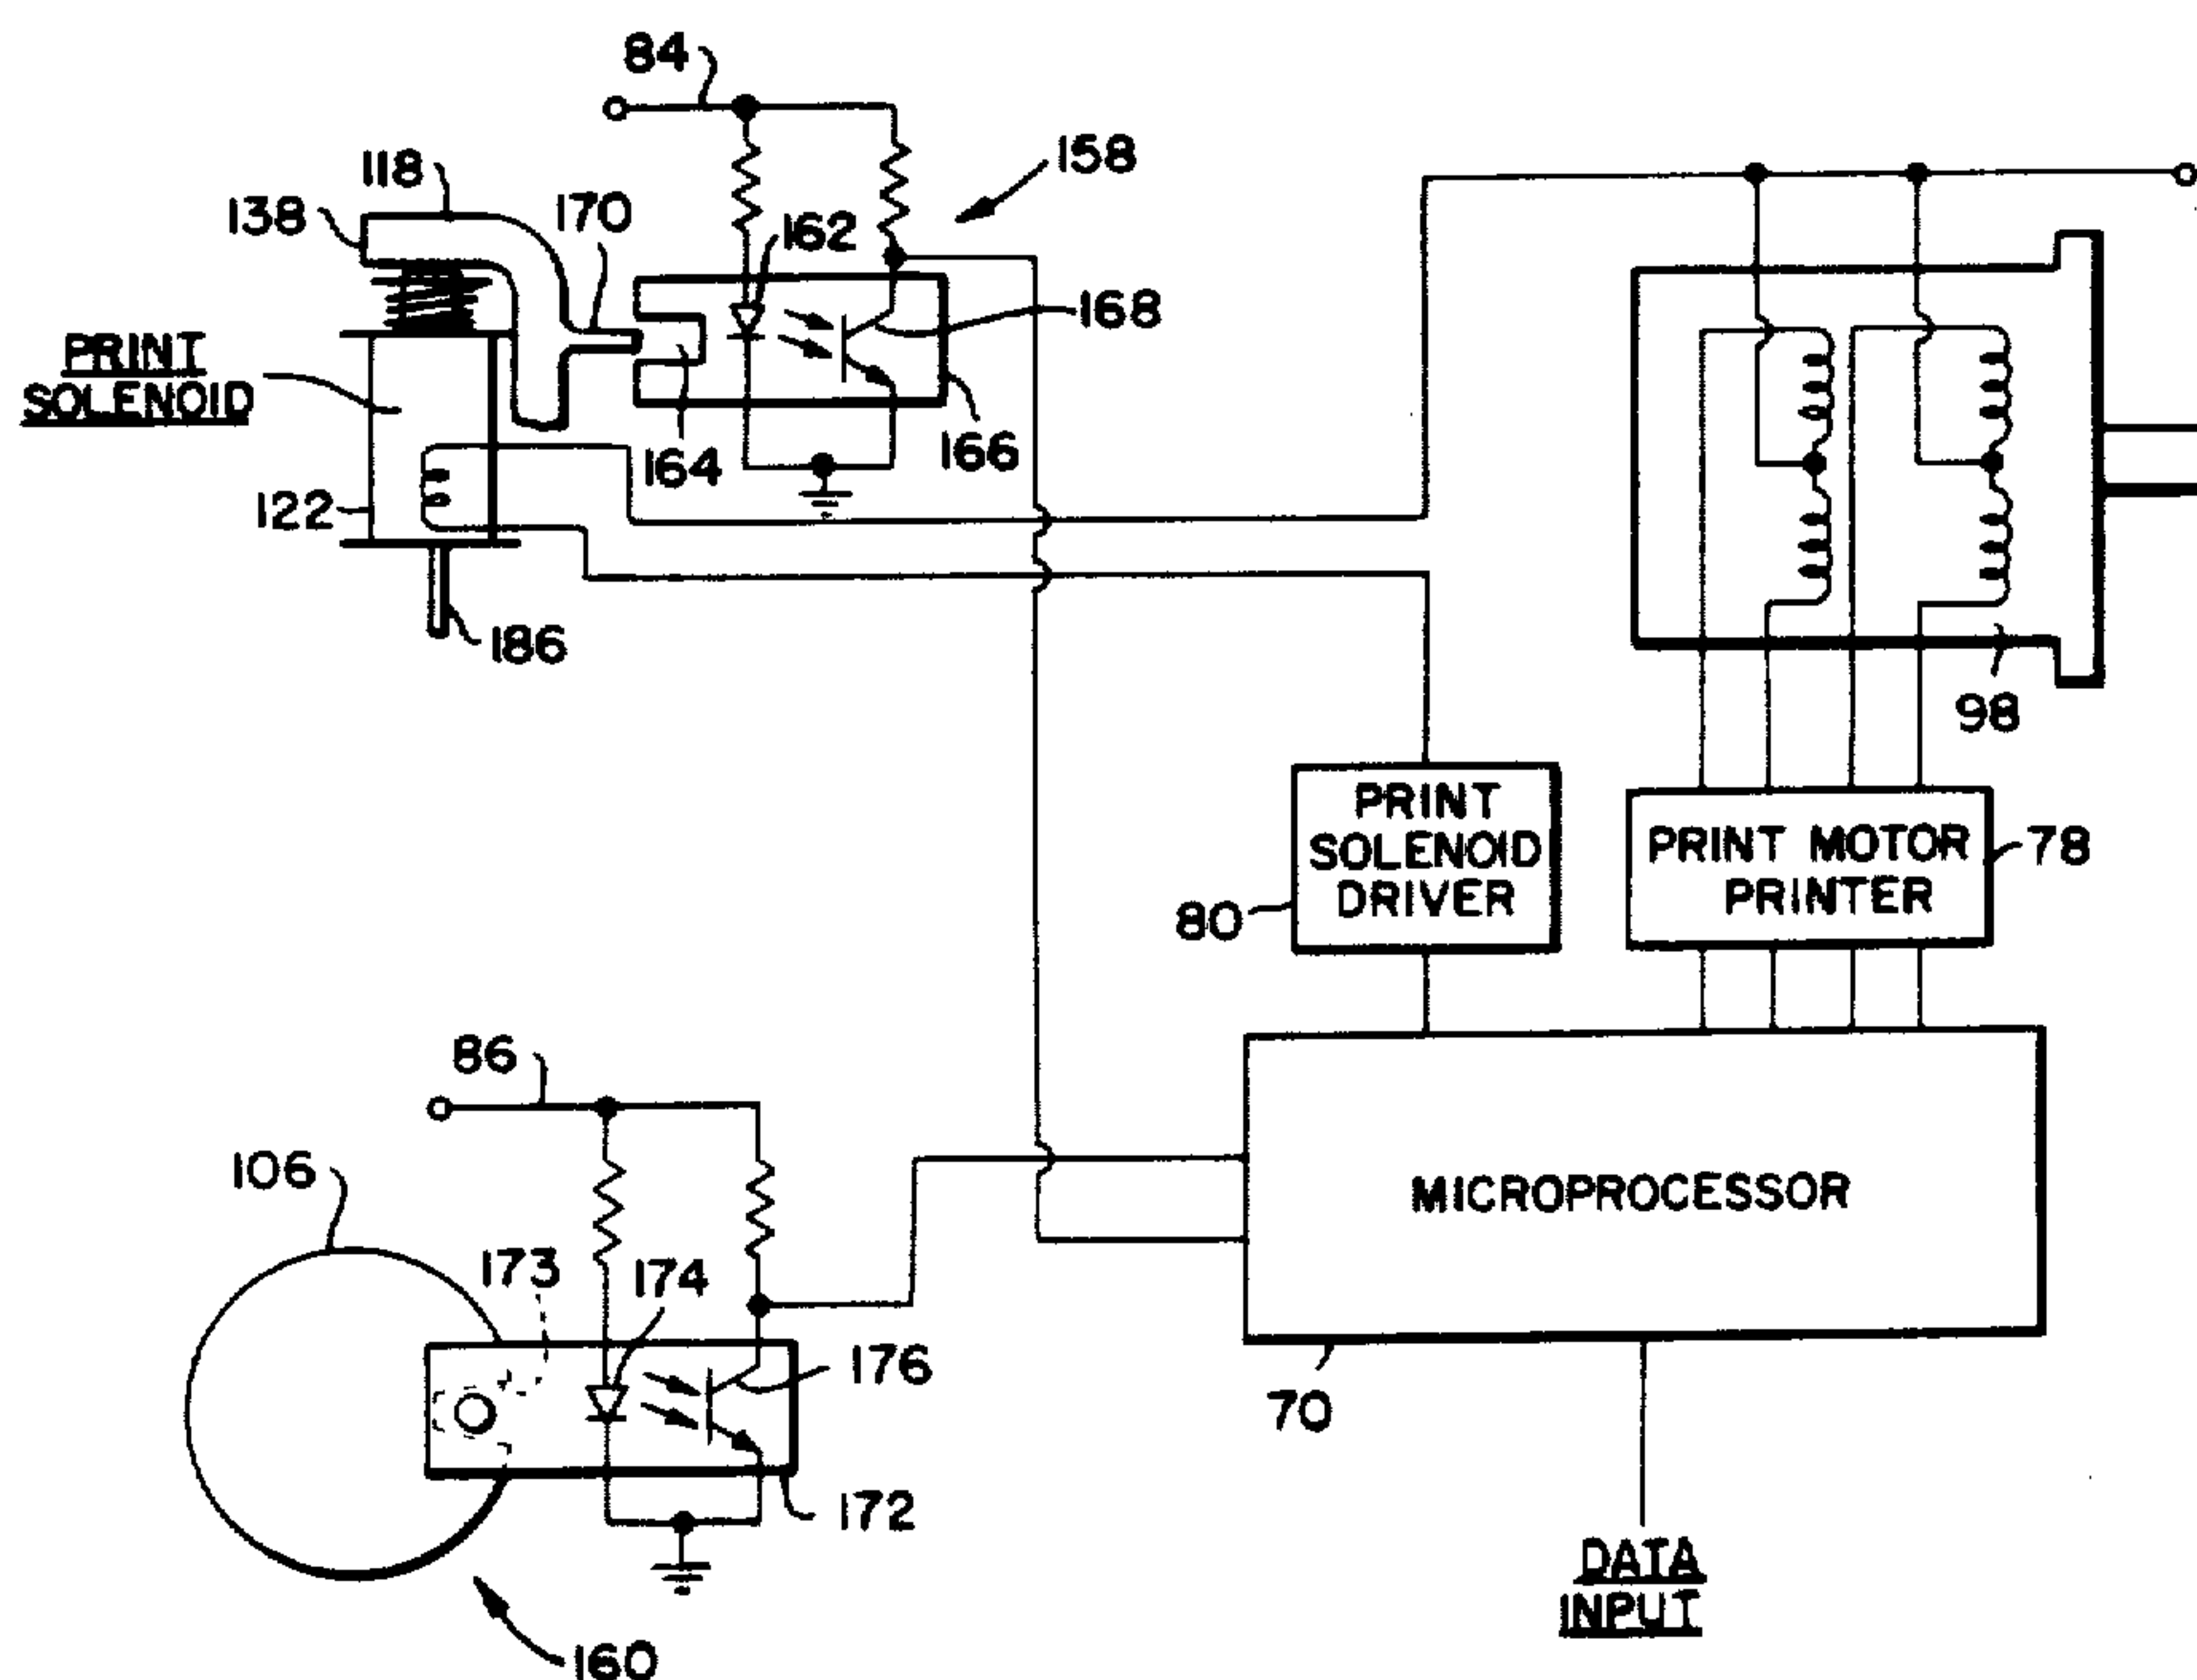 84
158
118
138
170
162
168
PRINT
SOLENOID
164
166
122
186
98
PRINT
SOLENOID
DRIVER
80
PRINT MOTOR
PRINTER
78
86
106
173
174
176
MICROPROCESSOR
70
172
DATA
INPUT
160